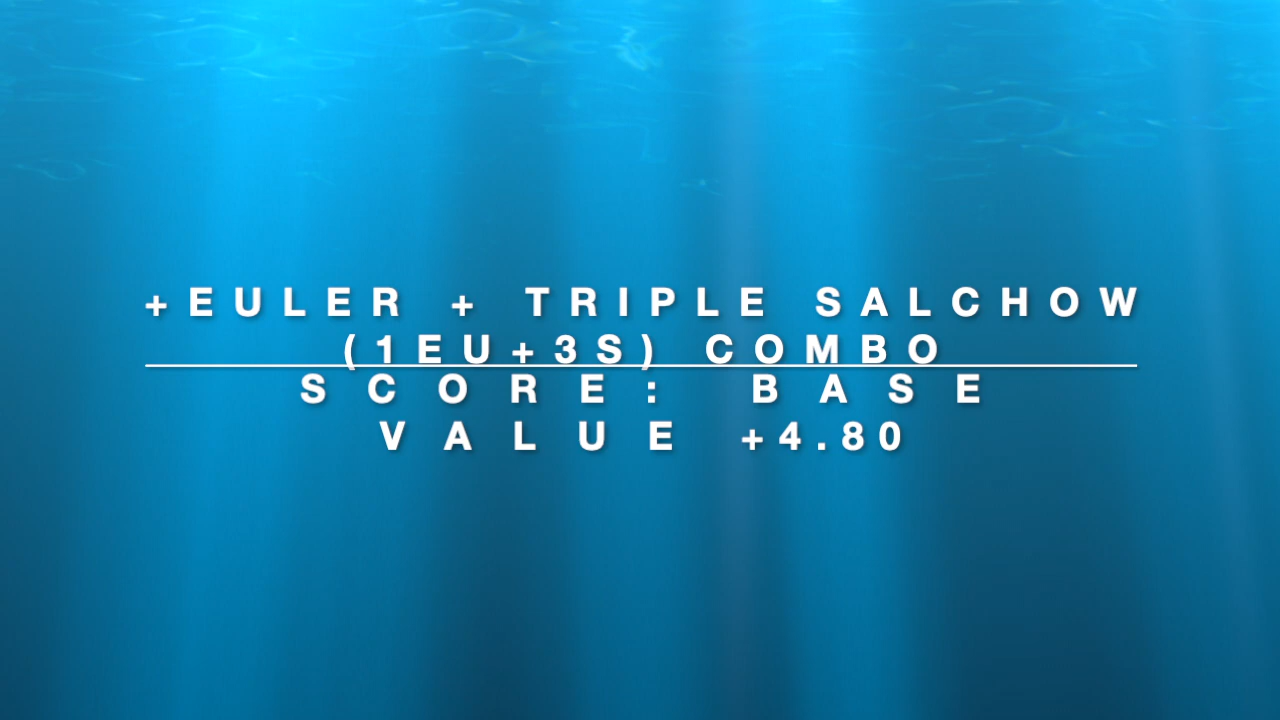 +EULER + TRIPLE SALCHOW
(1EU+3S) COMBO
SCORE: BASE
VALUE +4.80